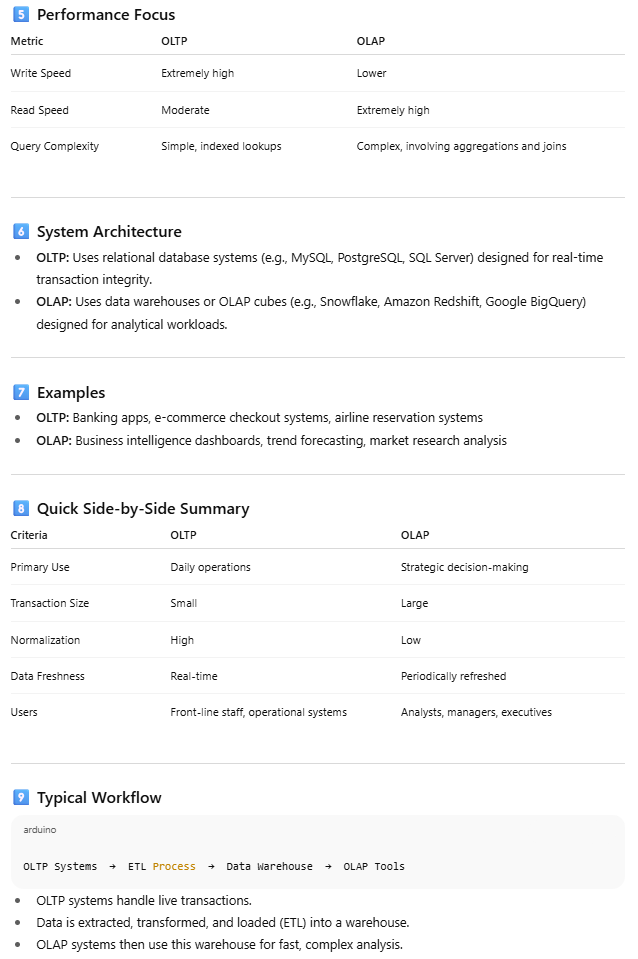 5 Performance Focus
Metric OLTP OLAP
Write Speed Extremely high Lower
Read Speed Moderate Extremely high
Query Complexity Simple, indexed lookups Complex, involving aggregations and joins
6 System Architecture
• OLTP: Uses relational database systems (e.g., MySQL, PostgreSQL, SQL Server) designed for real-time
transaction integrity.
• OLAP: Uses data warehouses or OLAP cubes (e.g., Snowflake, Amazon Redshift, Google BigQuery)
designed for analytical workloads.
7 Examples
• OLTP: Banking apps, e-commerce checkout systems, airline reservation systems
• OLAP: Business intelligence dashboards, trend forecasting, market research analysis
8 Quick Side-by-Side Summary
Criteria OLTP OLAP
Primary Use Daily operations Strategic decision-making
Transaction Size Small Large
Normalization High Low
Data Freshness Real-time Periodically refreshed
Users Front-line staff, operational systems Analysts, managers, executives
9 Typical Workflow
arduino
OLTP Systems → ETL Process → Data Warehouse → OLAP Tools
• OLTP systems handle live transactions.
• Data is extracted, transformed, and loaded (ETL) into a warehouse.
• OLAP systems then use this warehouse for fast, complex analysis.